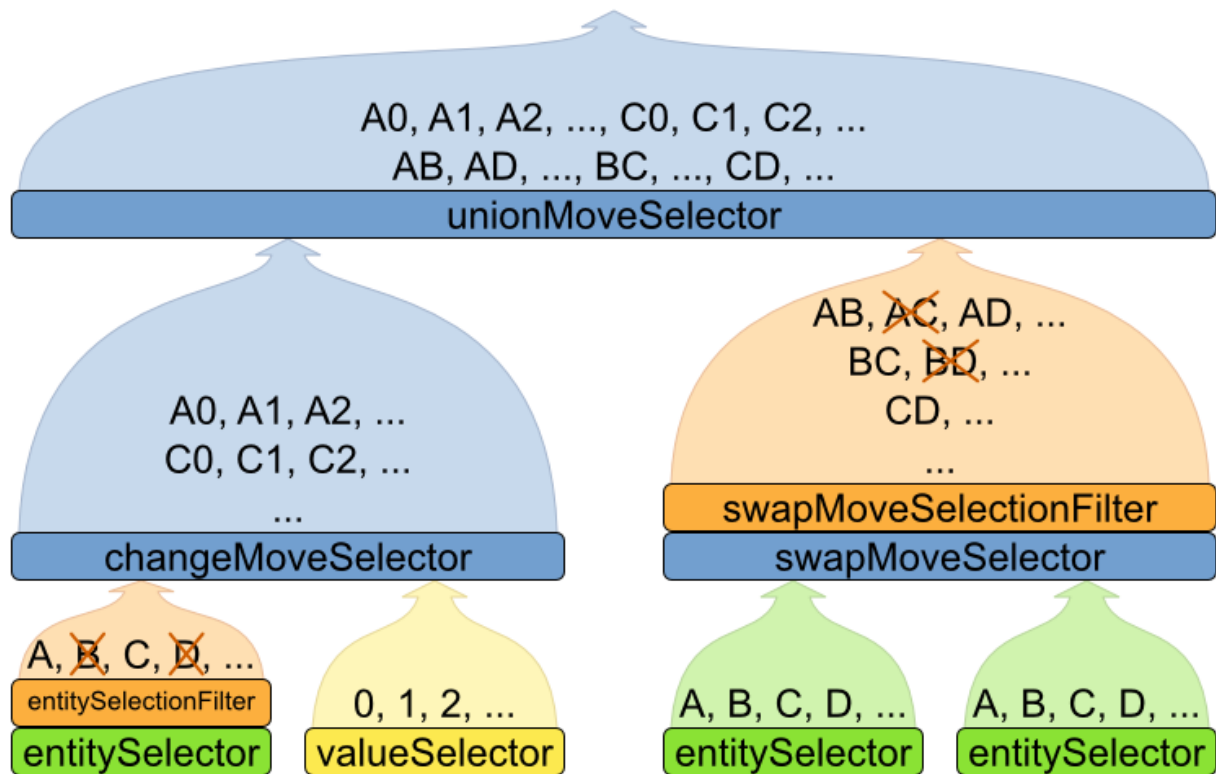 A0, A1, A2, ..., C0, C1, C2, ...
AB, AD, ..., BC, ..., CD, ...
unionMoveSelector
A0, A1, A2, ...
C0, C1, C2, ...
...
changeMoveSelector
A, B, C, D, ...
entitySelectionFilter
entitySelector
0, 1, 2, ...
valueSelector
AB, AC, AD, ...
BC, BD, ...
CD, ...
...
swapMoveSelectionFilter
swapMoveSelector
A, B, C, D, ...
entitySelector
A, B, C, D, ...
entitySelector